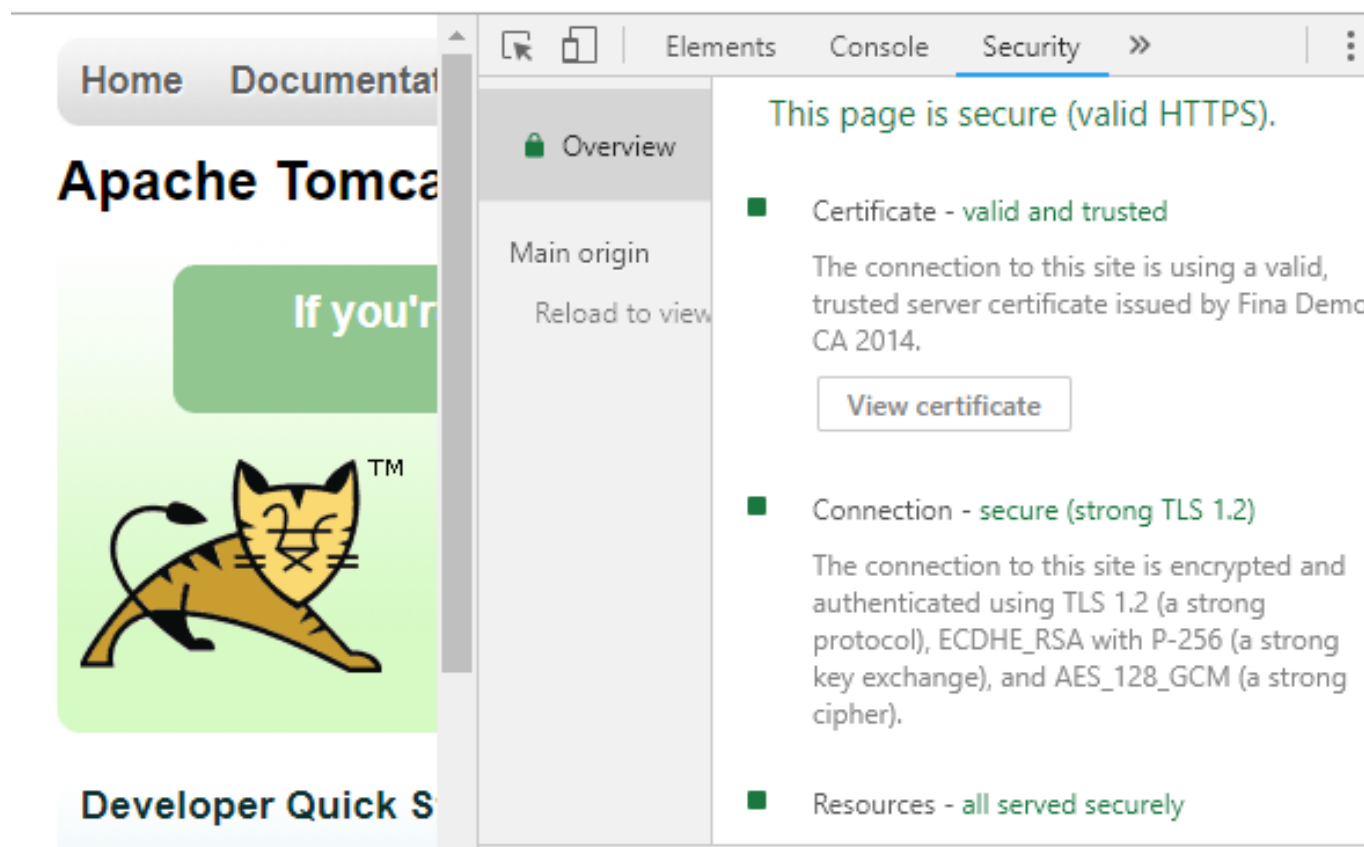 Home Documentat
Apache Tomca
If you'r
TM
Developer Quick S
Elements Console Security »
Overview
Main origin
Reload to view
This page is secure (valid HTTPS).
Certificate - valid and trusted
The connection to this site is using a valid,
trusted server certificate issued by Fina Demo
CA 2014.
View certificate
Connection - secure (strong TLS 1.2)
The connection to this site is encrypted and
authenticated using TLS 1.2 (a strong
protocol), ECDHE_RSA with P-256 (a strong
key exchange), and AES_128_GCM (a strong
cipher).
Resources - all served securely